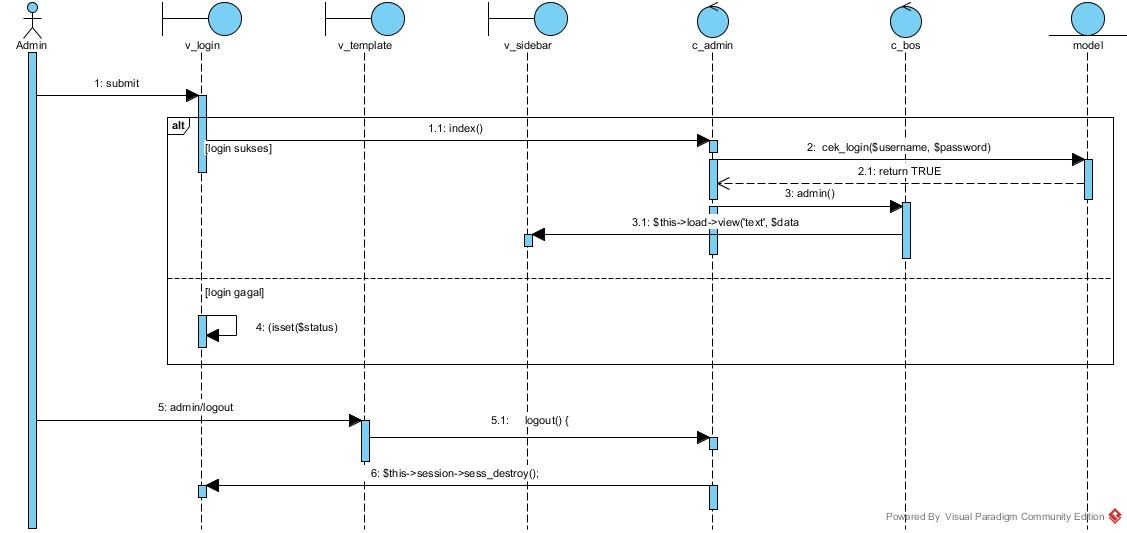 Admin
v_login
v_template
v_sidebar
c_admin
c_bos
model
1: submit
alt
1.1: index()
[login sukses]
2: cek_login($username, $password)
2.1: return TRUE
3: admin()
3.1: $this->load->view('text', $data
[login gagal]
4: (isset($status)
5: admin/logout
5.1: logout() {
6: $this->session->sess_destroy();
Powered By Visual Paradigm Community Edition